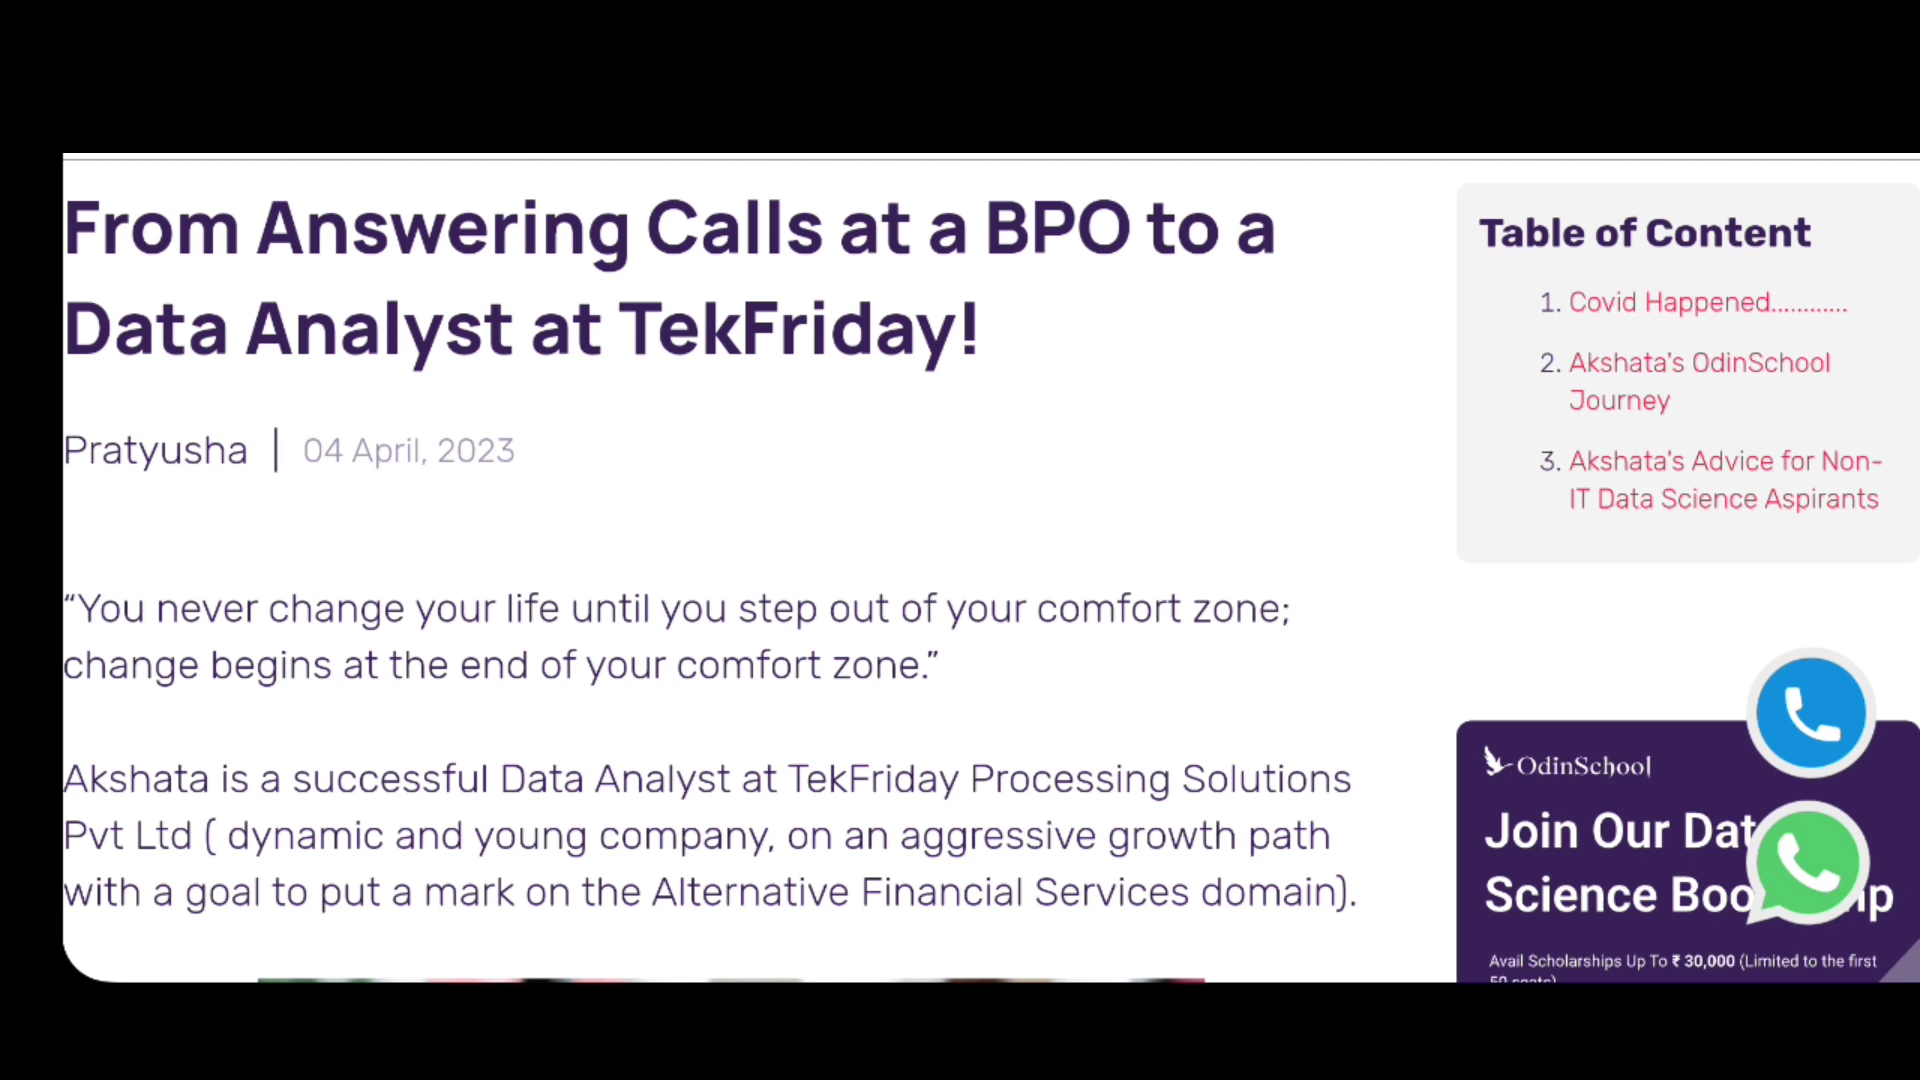 From Answering Calls at a BPO to a
Data Analyst at TekFriday!
Pratyusha | 04 April, 2023
“You never change your life until you step out of your comfort zone;
change begins at the end of your comfort zone.”
Akshata is a successful Data Analyst at TekFriday Processing Solutions
Pvt Ltd ( dynamic and young company, on an aggressive growth path
with a goal to put a mark on the Alternative Financial Services domain).
Table of Content
1. Covid Happened............
2. Akshata's OdinSchool
Journey
3. Akshata's Advice for Non-
IT Data Science Aspirants
OdinSchool
Join Our
Science
Avail Scholarships Up To ₹ 30,000 (Limited to the first